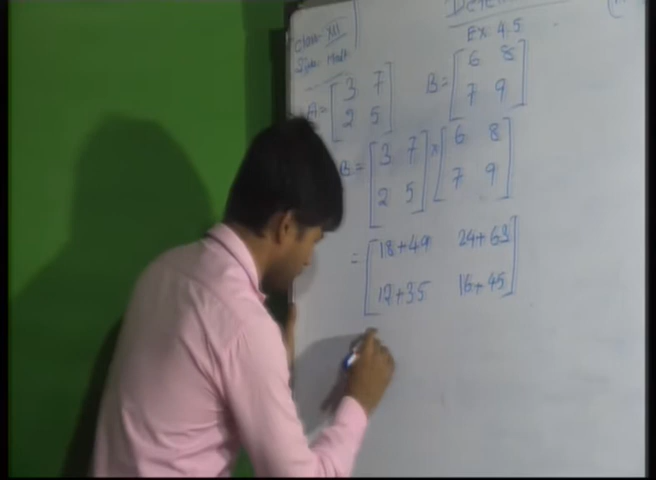 Class- XII
Sub:- Math
Ex. 4.5
A = [3 7
2 5]
B = [6 8
7 9]
B = [3 7
2 5] × [6 8
7 9]
= [18+49 24+63
12+35 16+45]